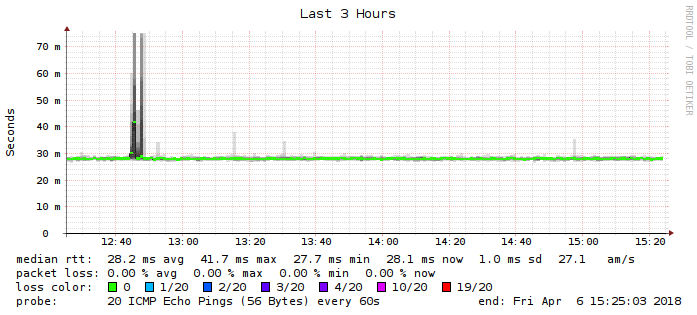 Last 3 Hours
RRDTOOL / TOBI OETIKER
Seconds
70 m
60 m
50 m
40 m
30 m
20 m
10 m
0
12:40 13:00 13:20 13:40 14:00 14:20 14:40 15:00 15:20
median rtt: 28.2 ms avg 41.7 ms max 27.7 ms min 28.1 ms now 1.0 ms sd 27.1 am/s
packet loss: 0.00 % avg 0.00 % max 0.00 % min 0.00 % now
loss color: 0 1/20 2/20 3/20 4/20 10/20 19/20
probe: 20 ICMP Echo Pings (56 Bytes) every 60s end: Fri Apr 6 15:25:03 2018